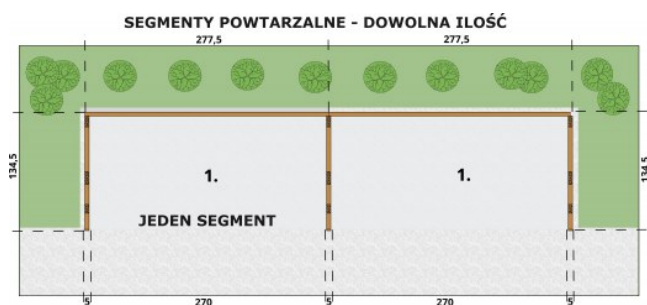 SEGMENTY POWTARZALNE - DOWOLNA ILOŚĆ
277,5 277,5
134,5 134,5
1. 1.
JEDEN SEGMENT
5 270 5 270 5